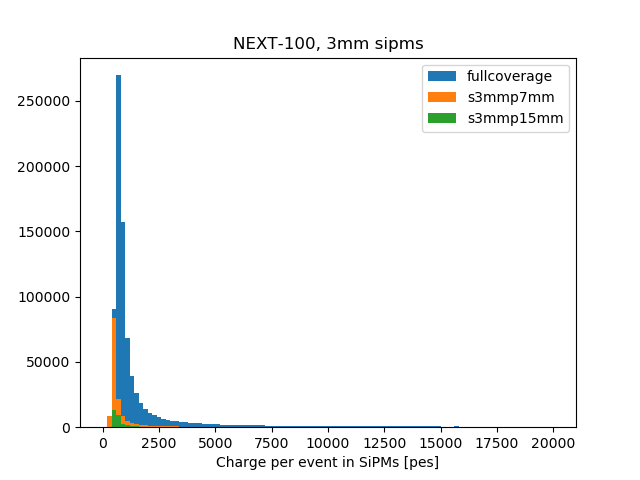 NEXT-100, 3mm sipms
fullcoverage
s3mmp7mm
s3mmp15mm
250000
200000
150000
100000
50000
0
0 2500 5000 7500 10000 12500 15000 17500 20000
Charge per event in SiPMs [pes]